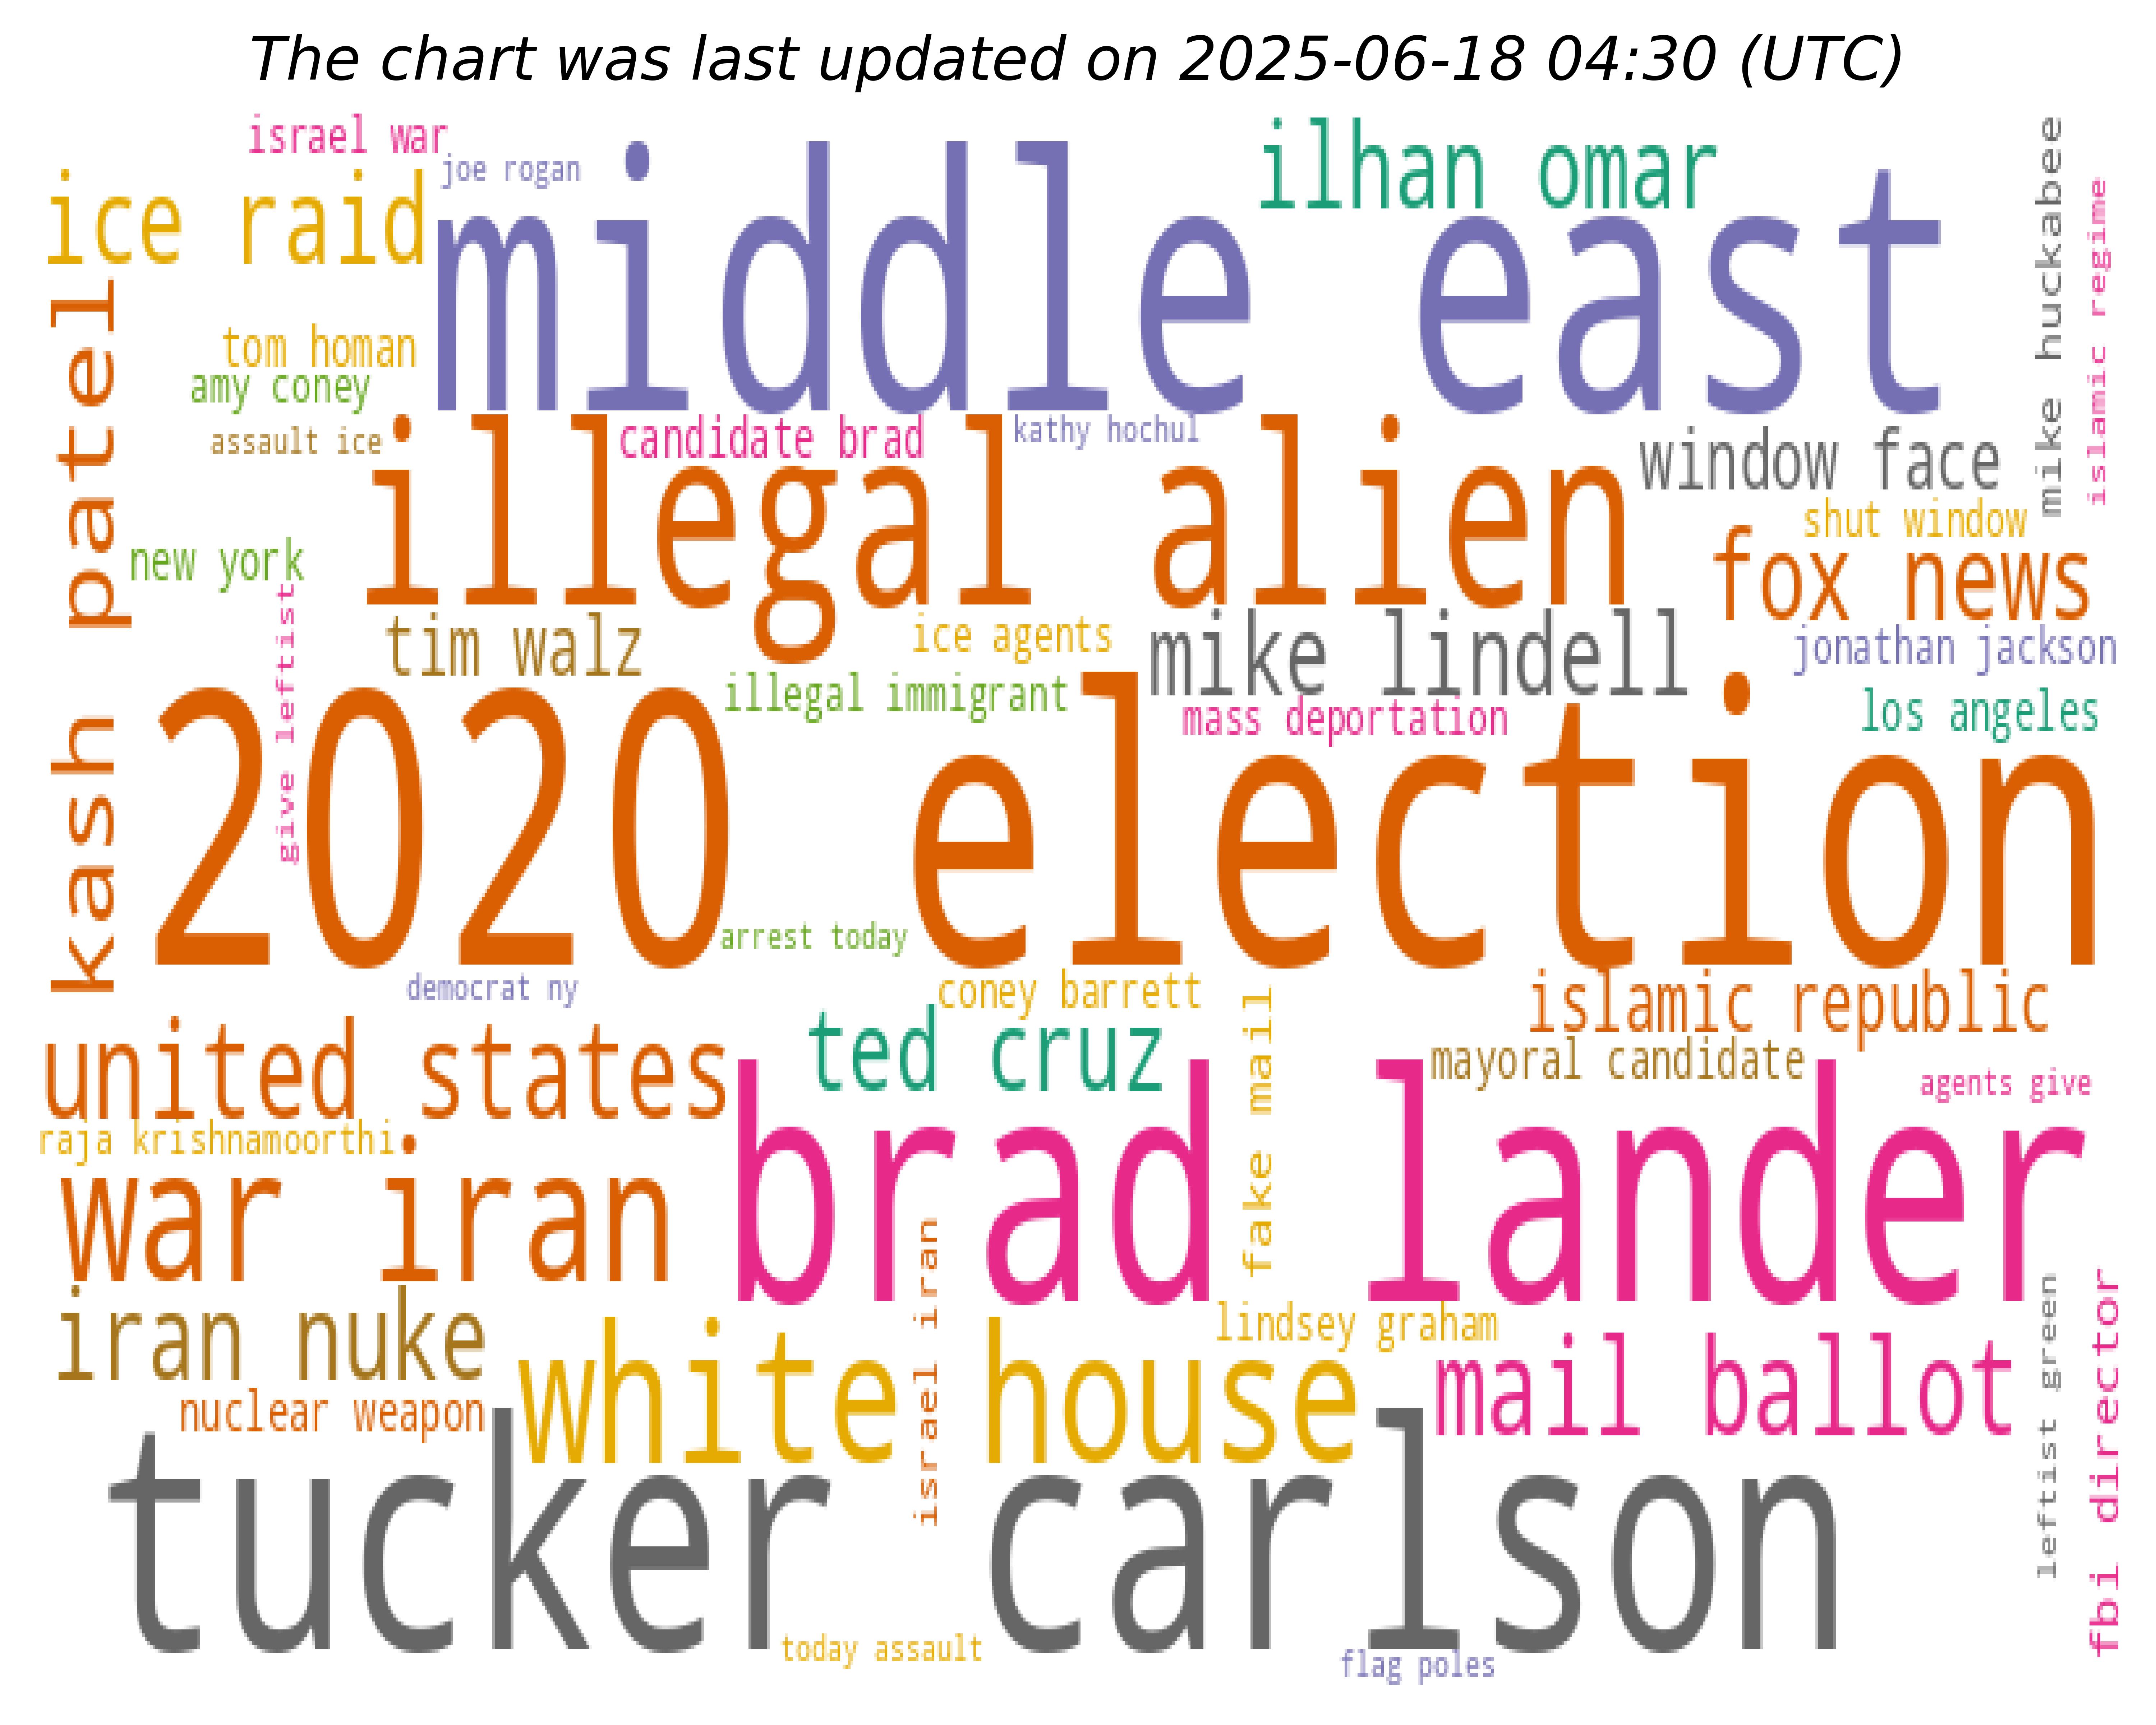 The chart was last updated on 2025-06-18 04:30 (UTC)
israel war
joe rogan
ilhan omar
mike huckabee
islamic regime
ice raid
middle east
kash patel
tom homan
amy coney
assault ice
candidate brad
kathy hochul
window face
illegal alien
shut window
new york
fox news
give leftist
tim walz
ice agents
mike lindell
jonathan jackson
illegal immigrant
mass deportation
los angeles
2020 election
arrest today
democrat ny
coney barrett
fake mail
islamic republic
united states
ted cruz
mayoral candidate
agents give
raja krishnamoorthi
brad lander
war iran
israel iran
leftist green
fbi director
iran nuke
lindsey graham
white house
mail ballot
nuclear weapon
tucker carlson
today assault
flag poles